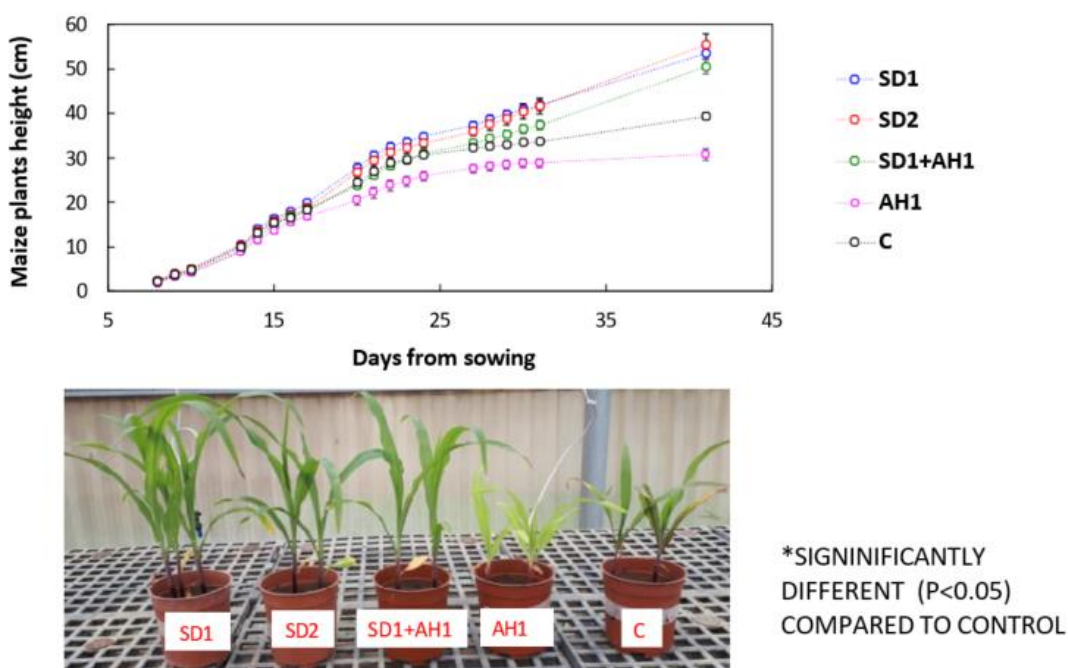 Maize plants height (cm)
60
50
40
30
20
10
0
5
15
25
35
45
Days from sowing
SD1
SD2
SD1+AH1
AH1
C
SD1
SD2
SD1+AH1
AH1
C
*SIGNINIFICANTLY
DIFFERENT (P<0.05)
COMPARED TO CONTROL